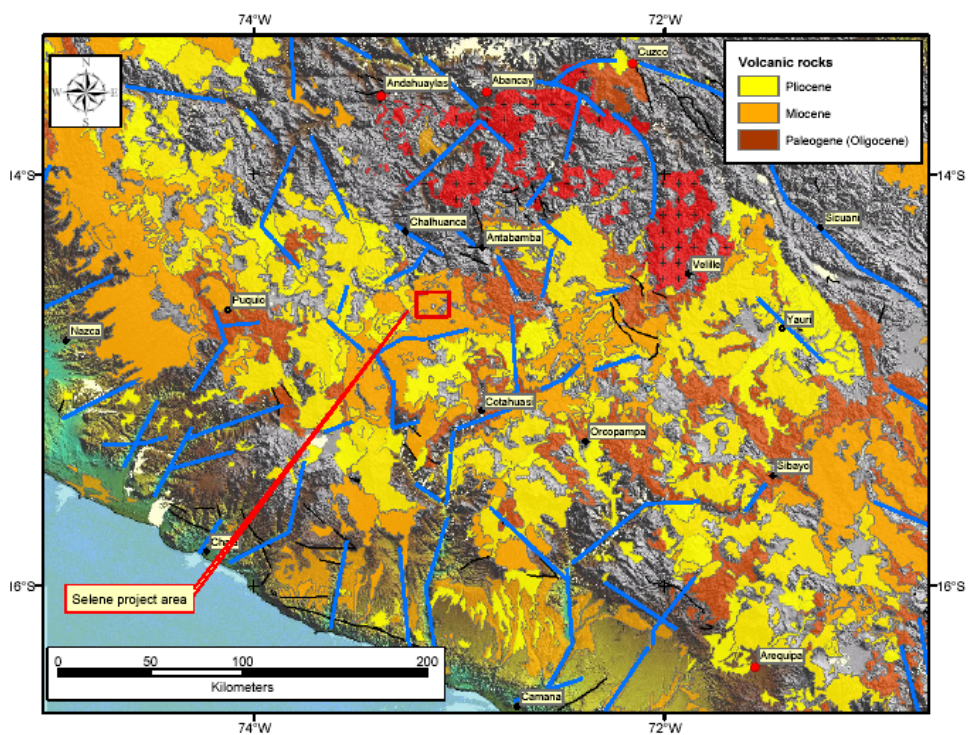 74°W 72°W
Cuzco
Volcanic rocks
Pliocene
Miocene
Paleogene (Oligocene)
N
W E
S
Andahuaylas
Abancay
14°S 14°S
Chalhuanca
Antabamba
Sicuani
Velille
Puquio
Nazca
Yauri
Cotahuasi
Orcopampa
Sibayo
Chala
16°S 16°S
Selene project area
0 50 100 200
Kilometers
Arequipa
Camana
74°W 72°W